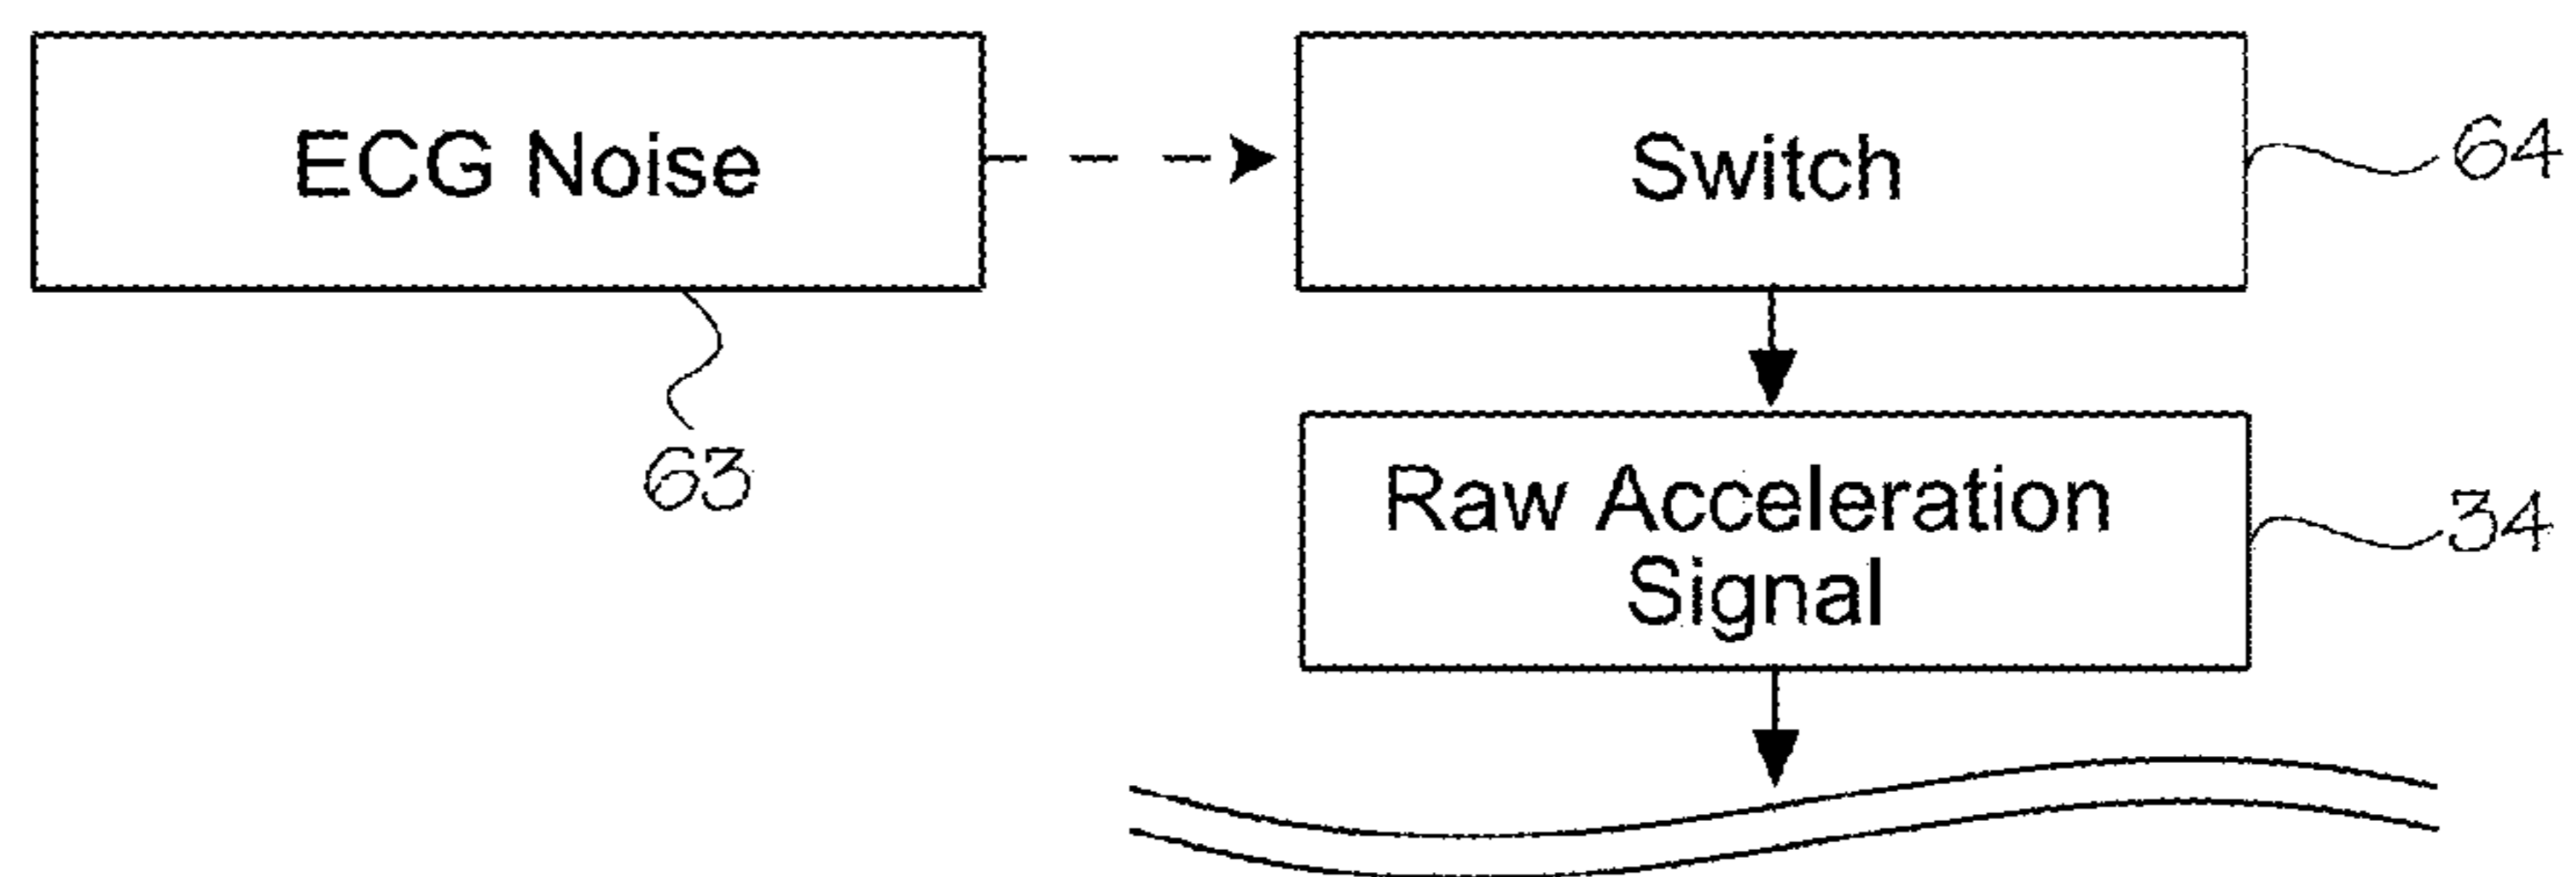 ECG Noise
Switch
64
63
Raw Acceleration
Signal
34